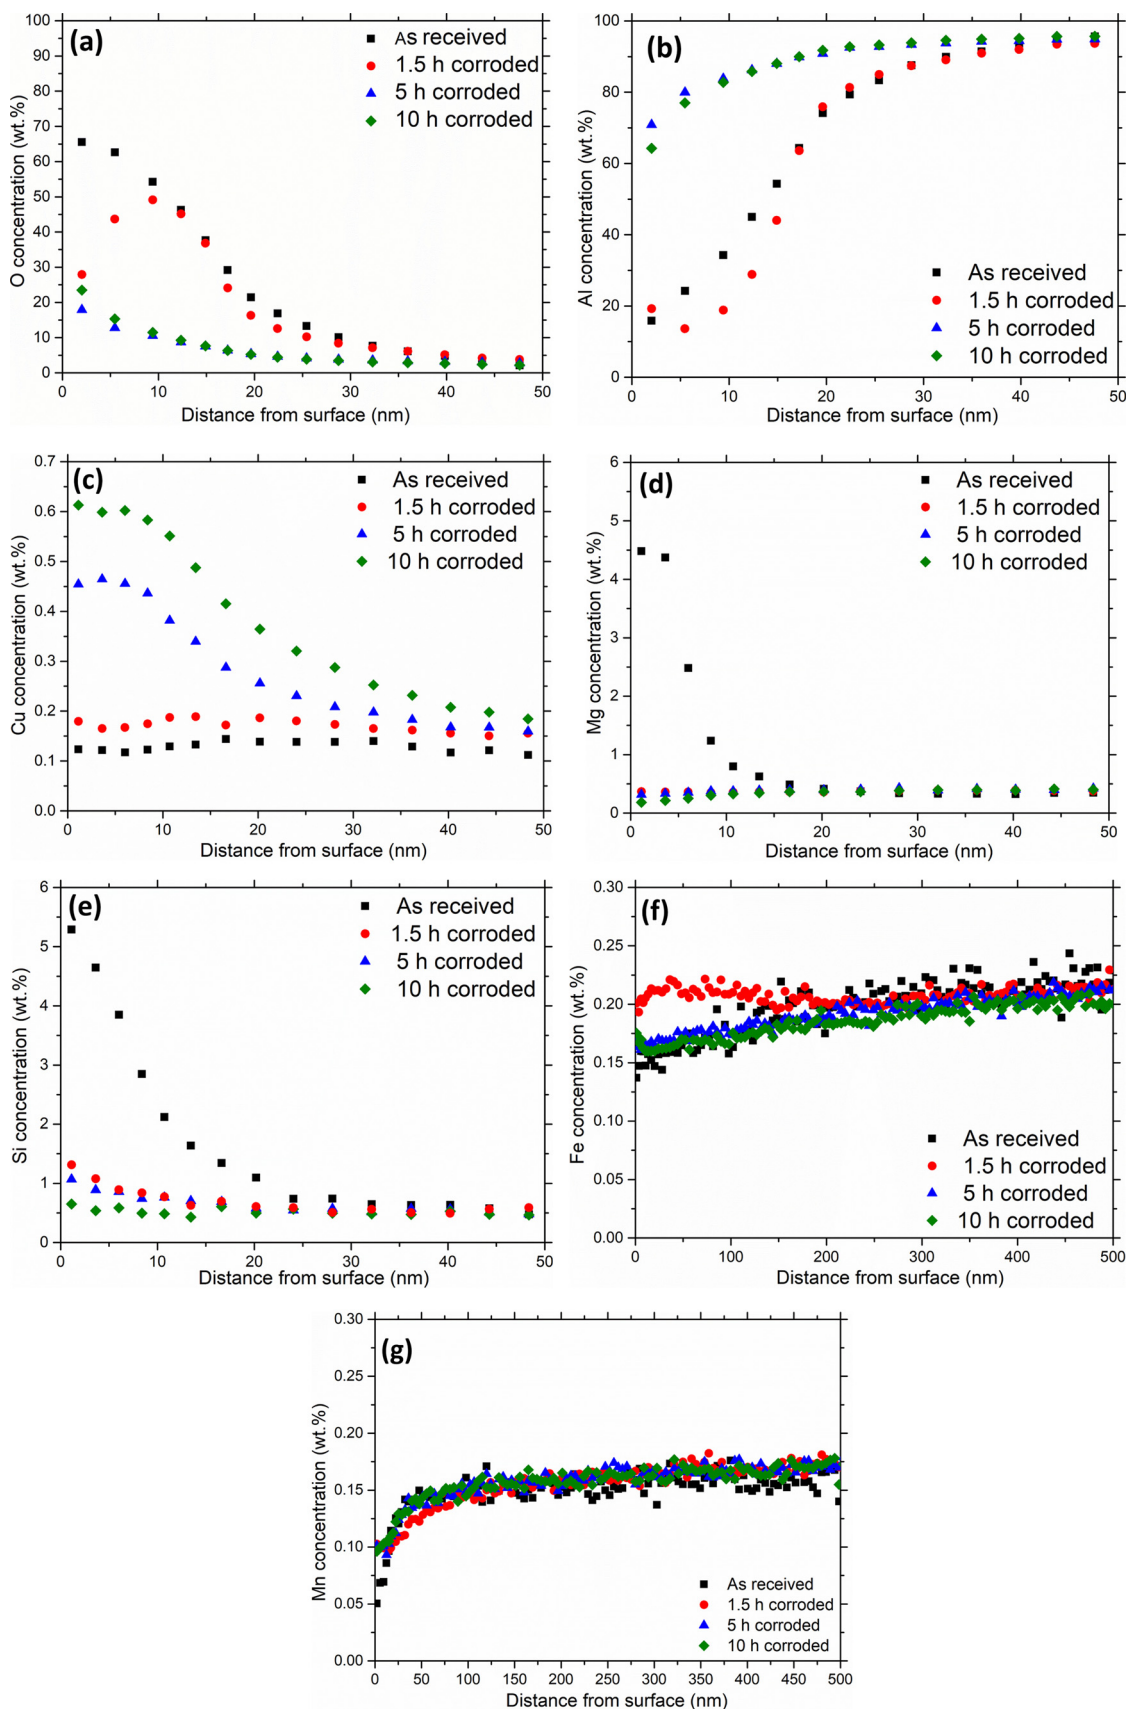 (a)
As received
1.5 h corroded
5 h corroded
10 h corroded
O concentration (wt.%)
100
90
80
70
60
50
40
30
20
10
0
0 10 20 30 40 50
Distance from surface (nm)
(b)
As received
1.5 h corroded
5 h corroded
10 h corroded
Al concentration (wt.%)
100
80
60
40
20
0
0 10 20 30 40 50
Distance from surface (nm)
(c)
As received
1.5 h corroded
5 h corroded
10 h corroded
Cu concentration (wt.%)
0.7
0.6
0.5
0.4
0.3
0.2
0.1
0.0
0 10 20 30 40 50
Distance from surface (nm)
(d)
As received
1.5 h corroded
5 h corroded
10 h corroded
Mg concentration (wt.%)
6
5
4
3
2
1
0
0 10 20 30 40 50
Distance from surface (nm)
(e)
As received
1.5 h corroded
5 h corroded
10 h corroded
Si concentration (wt.%)
6
5
4
3
2
1
0
0 10 20 30 40 50
Distance from surface (nm)
(f)
As received
1.5 h corroded
5 h corroded
10 h corroded
Fe concentration (wt.%)
0.30
0.25
0.20
0.15
0.10
0.05
0.00
0 100 200 300 400 500
Distance from surface (nm)
(g)
As received
1.5 h corroded
5 h corroded
10 h corroded
Mn concentration (wt.%)
0.30
0.25
0.20
0.15
0.10
0.05
0.00
0 50 100 150 200 250 300 350 400 450 500
Distance from surface (nm)